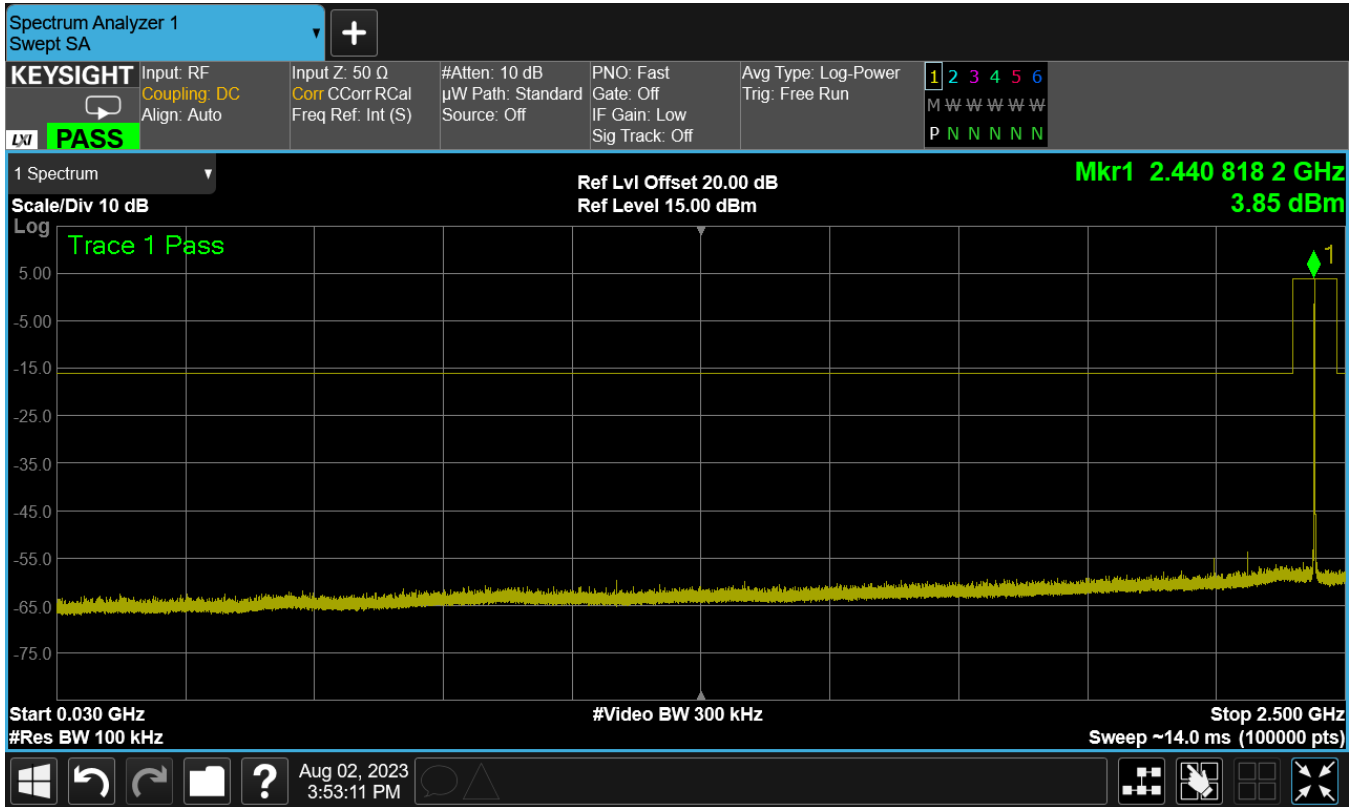 Spectrum Analyzer 1
Swept SA
KEYSIGHT
LXI PASS
Input: RF
Coupling: DC
Align: Auto
Input Z: 50 Ω
Corr CCorr RCal
Freq Ref: Int (S)
#Atten: 10 dB
µW Path: Standard
Source: Off
PNO: Fast
Gate: Off
IF Gain: Low
Sig Track: Off
Avg Type: Log-Power
Trig: Free Run
1 2 3 4 5 6
M W W W W W
P N N N N N
1 Spectrum
Scale/Div 10 dB
Ref Lvl Offset 20.00 dB
Ref Level 15.00 dBm
Mkr1 2.440 818 2 GHz
3.85 dBm
Log
Trace 1 Pass
1
5.00
-5.00
-15.0
-25.0
-35.0
-45.0
-55.0
-65.0
-75.0
Start 0.030 GHz
#Res BW 100 kHz
#Video BW 300 kHz
Stop 2.500 GHz
Sweep ~14.0 ms (100000 pts)
?
Aug 02, 2023
3:53:11 PM